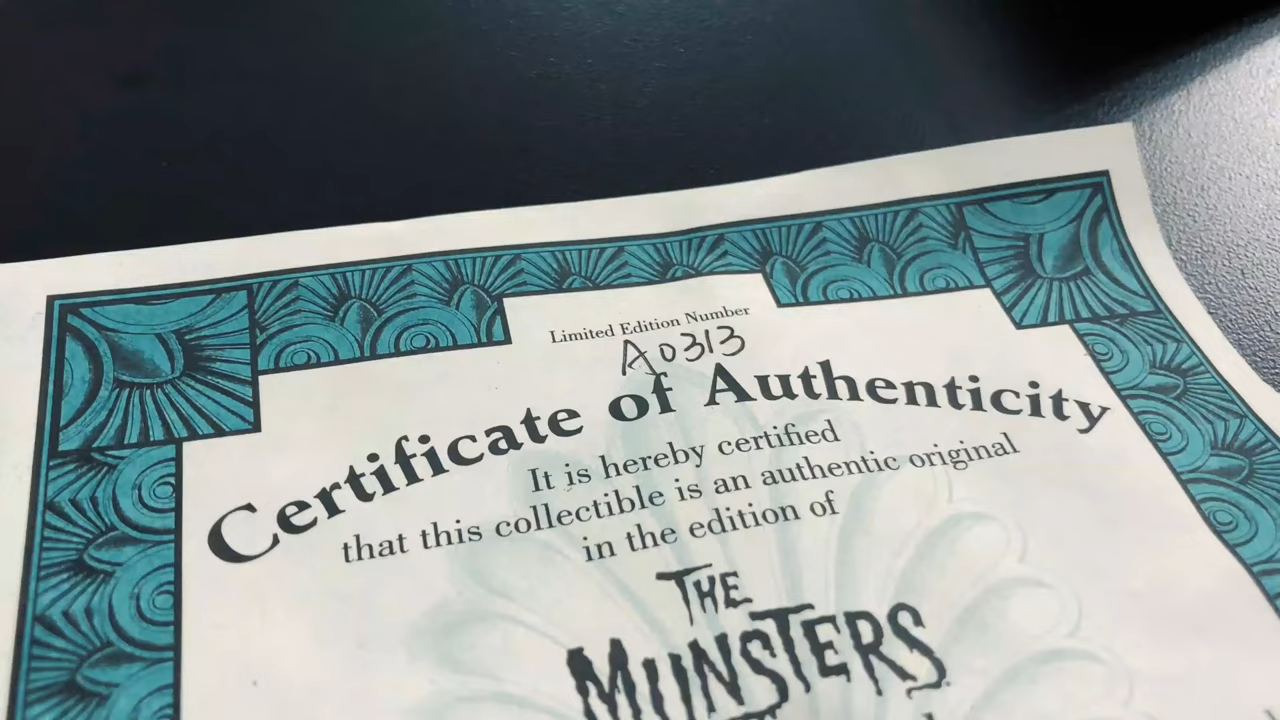 Limited Edition Number
A0313
Certificate of Authenticity
It is hereby certified
that this collectible is an authentic original
in the edition of
THE
MUNSTERS